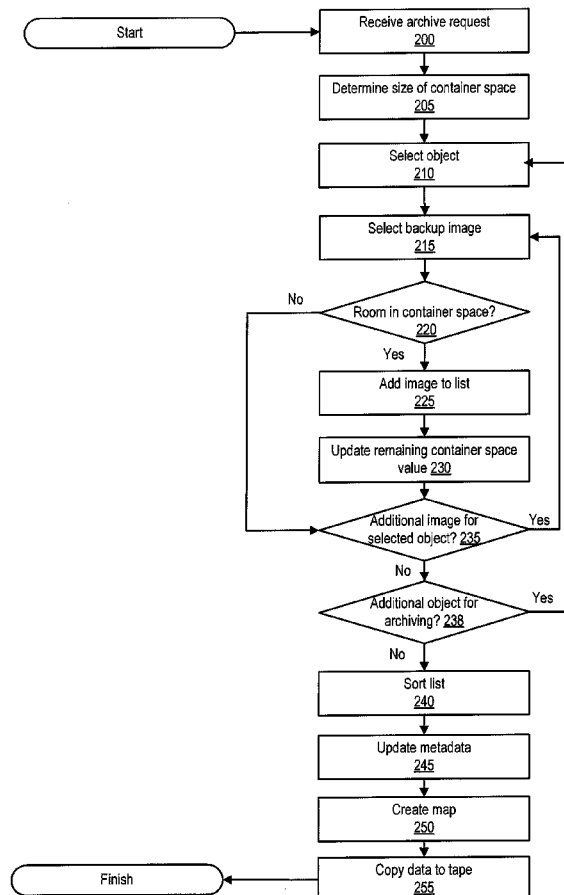 Start
Receive archive request
200
Determine size of container space
205
Select object
210
Select backup image
215
No
Room in container space?
220
Yes
Add image to list
225
Update remaining container space
value 230
Additional image for
selected object? 235
Yes
No
Additional object for
archiving? 238
Yes
No
Sort list
240
Update metadata
245
Create map
250
Copy data to tape
255
Finish